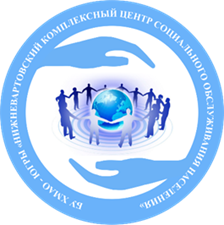 БУ ХМАО - ЮГРЫ «НИЖНЕВАРТОВСКИЙ КОМПЛЕКСНЫЙ ЦЕНТР СОЦИАЛЬНОГО ОБСЛУЖИВАНИЯ НАСЕЛЕНИЯ»